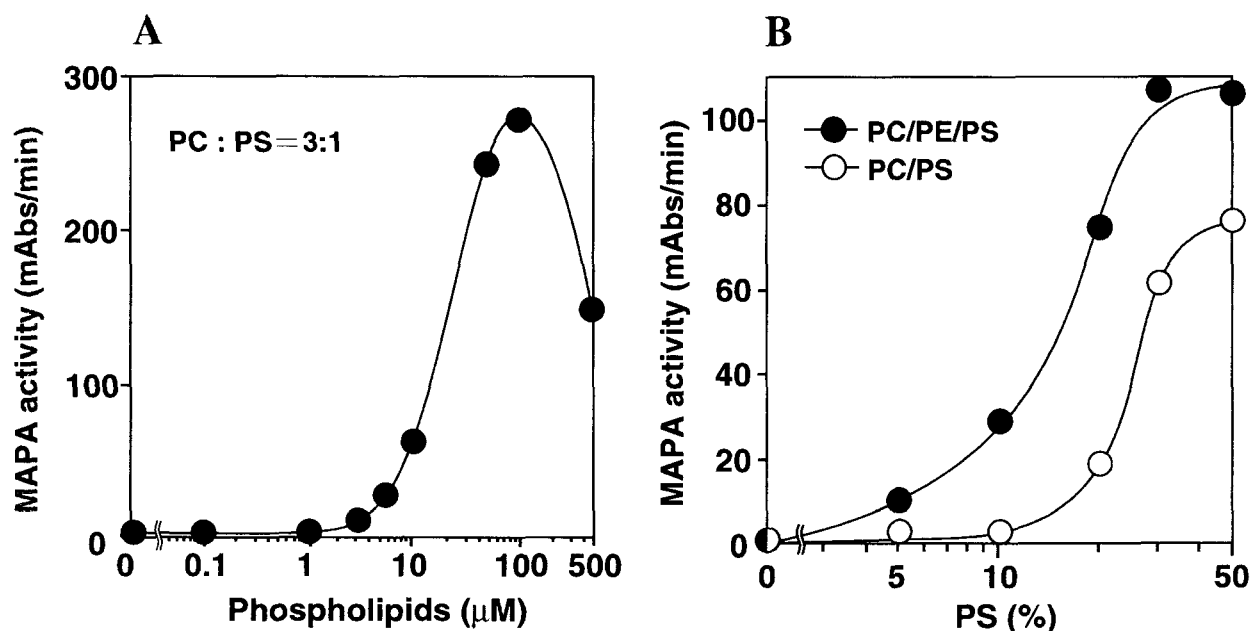 A
MAPA activity (mAbs/min)
300
200
100
0
PC : PS=3:1
0 0.1 1 10 100 500
Phospholipids (μM)
B
MAPA activity (mAbs/min)
100
80
60
40
20
0
PC/PE/PS
PC/PS
0 5 10 50
PS (%)